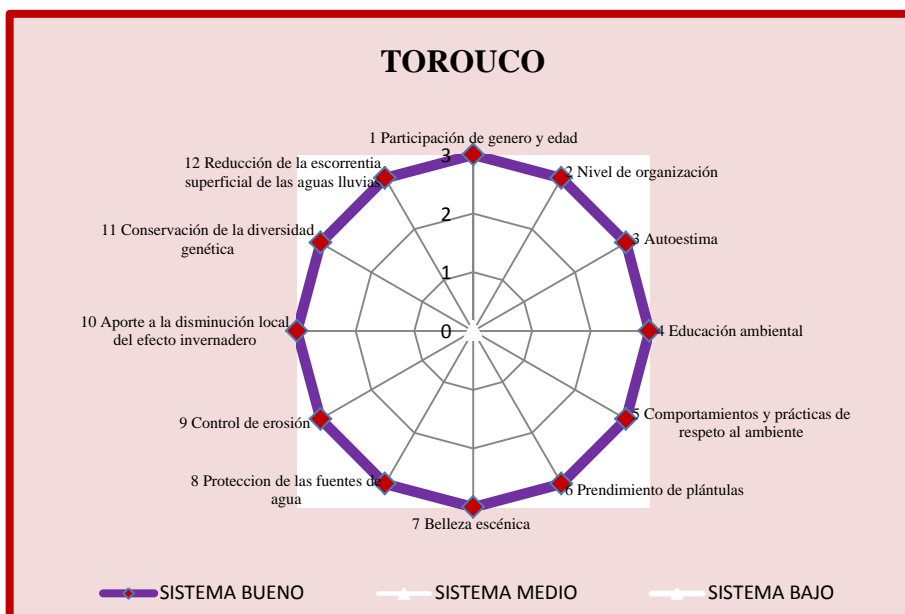 TOROUCO
1 Participación de genero y edad
2 Nivel de organización
3 Autoestima
4 Educación ambiental
5 Comportamientos y prácticas de
respeto al ambiente
6 Prendimiento de plántulas
7 Belleza escénica
8 Proteccion de las fuentes de
agua
9 Control de erosión
10 Aporte a la disminución local
del efecto invernadero
11 Conservación de la diversidad
genética
12 Reducción de la escorrentia
superficial de las aguas lluvias
3
2
1
0
SISTEMA BUENO
SISTEMA MEDIO
SISTEMA BAJO